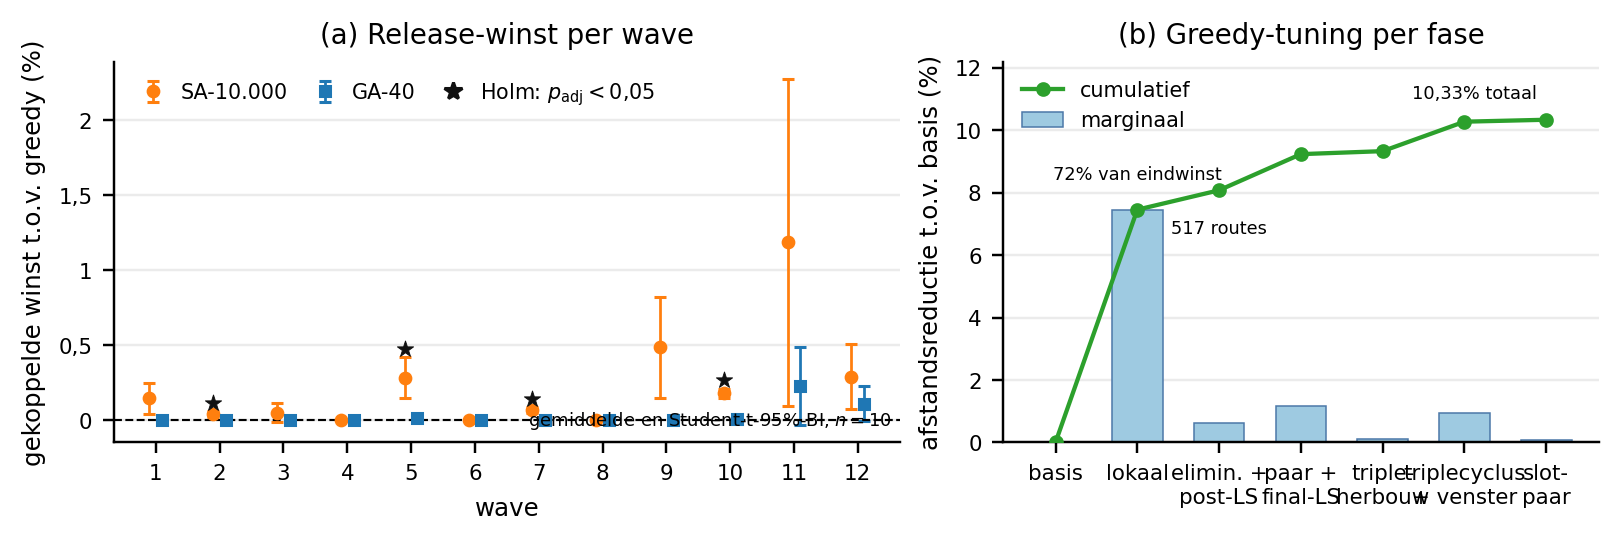 (a) Release-winst per wave
gekoppelde winst t.o.v. greedy (%)
SA-10.000
GA-40
Holm: p_adj < 0,05
2
1,5
1
0,5
0
gemiddelde en Student-t-95%-BI, n = 10
1 2 3 4 5 6 7 8 9 10 11 12
wave
(b) Greedy-tuning per fase
afstandsreductie t.o.v. basis (%)
cumulatief
marginaal
10,33% totaal
72% van eindwinst
517 routes
12
10
8
6
4
2
0
basis
lokaal
elimin. +
post-LS
paar +
final-LS
triplet-
herbouw
triplecyclus
+ venster
slot-
paar